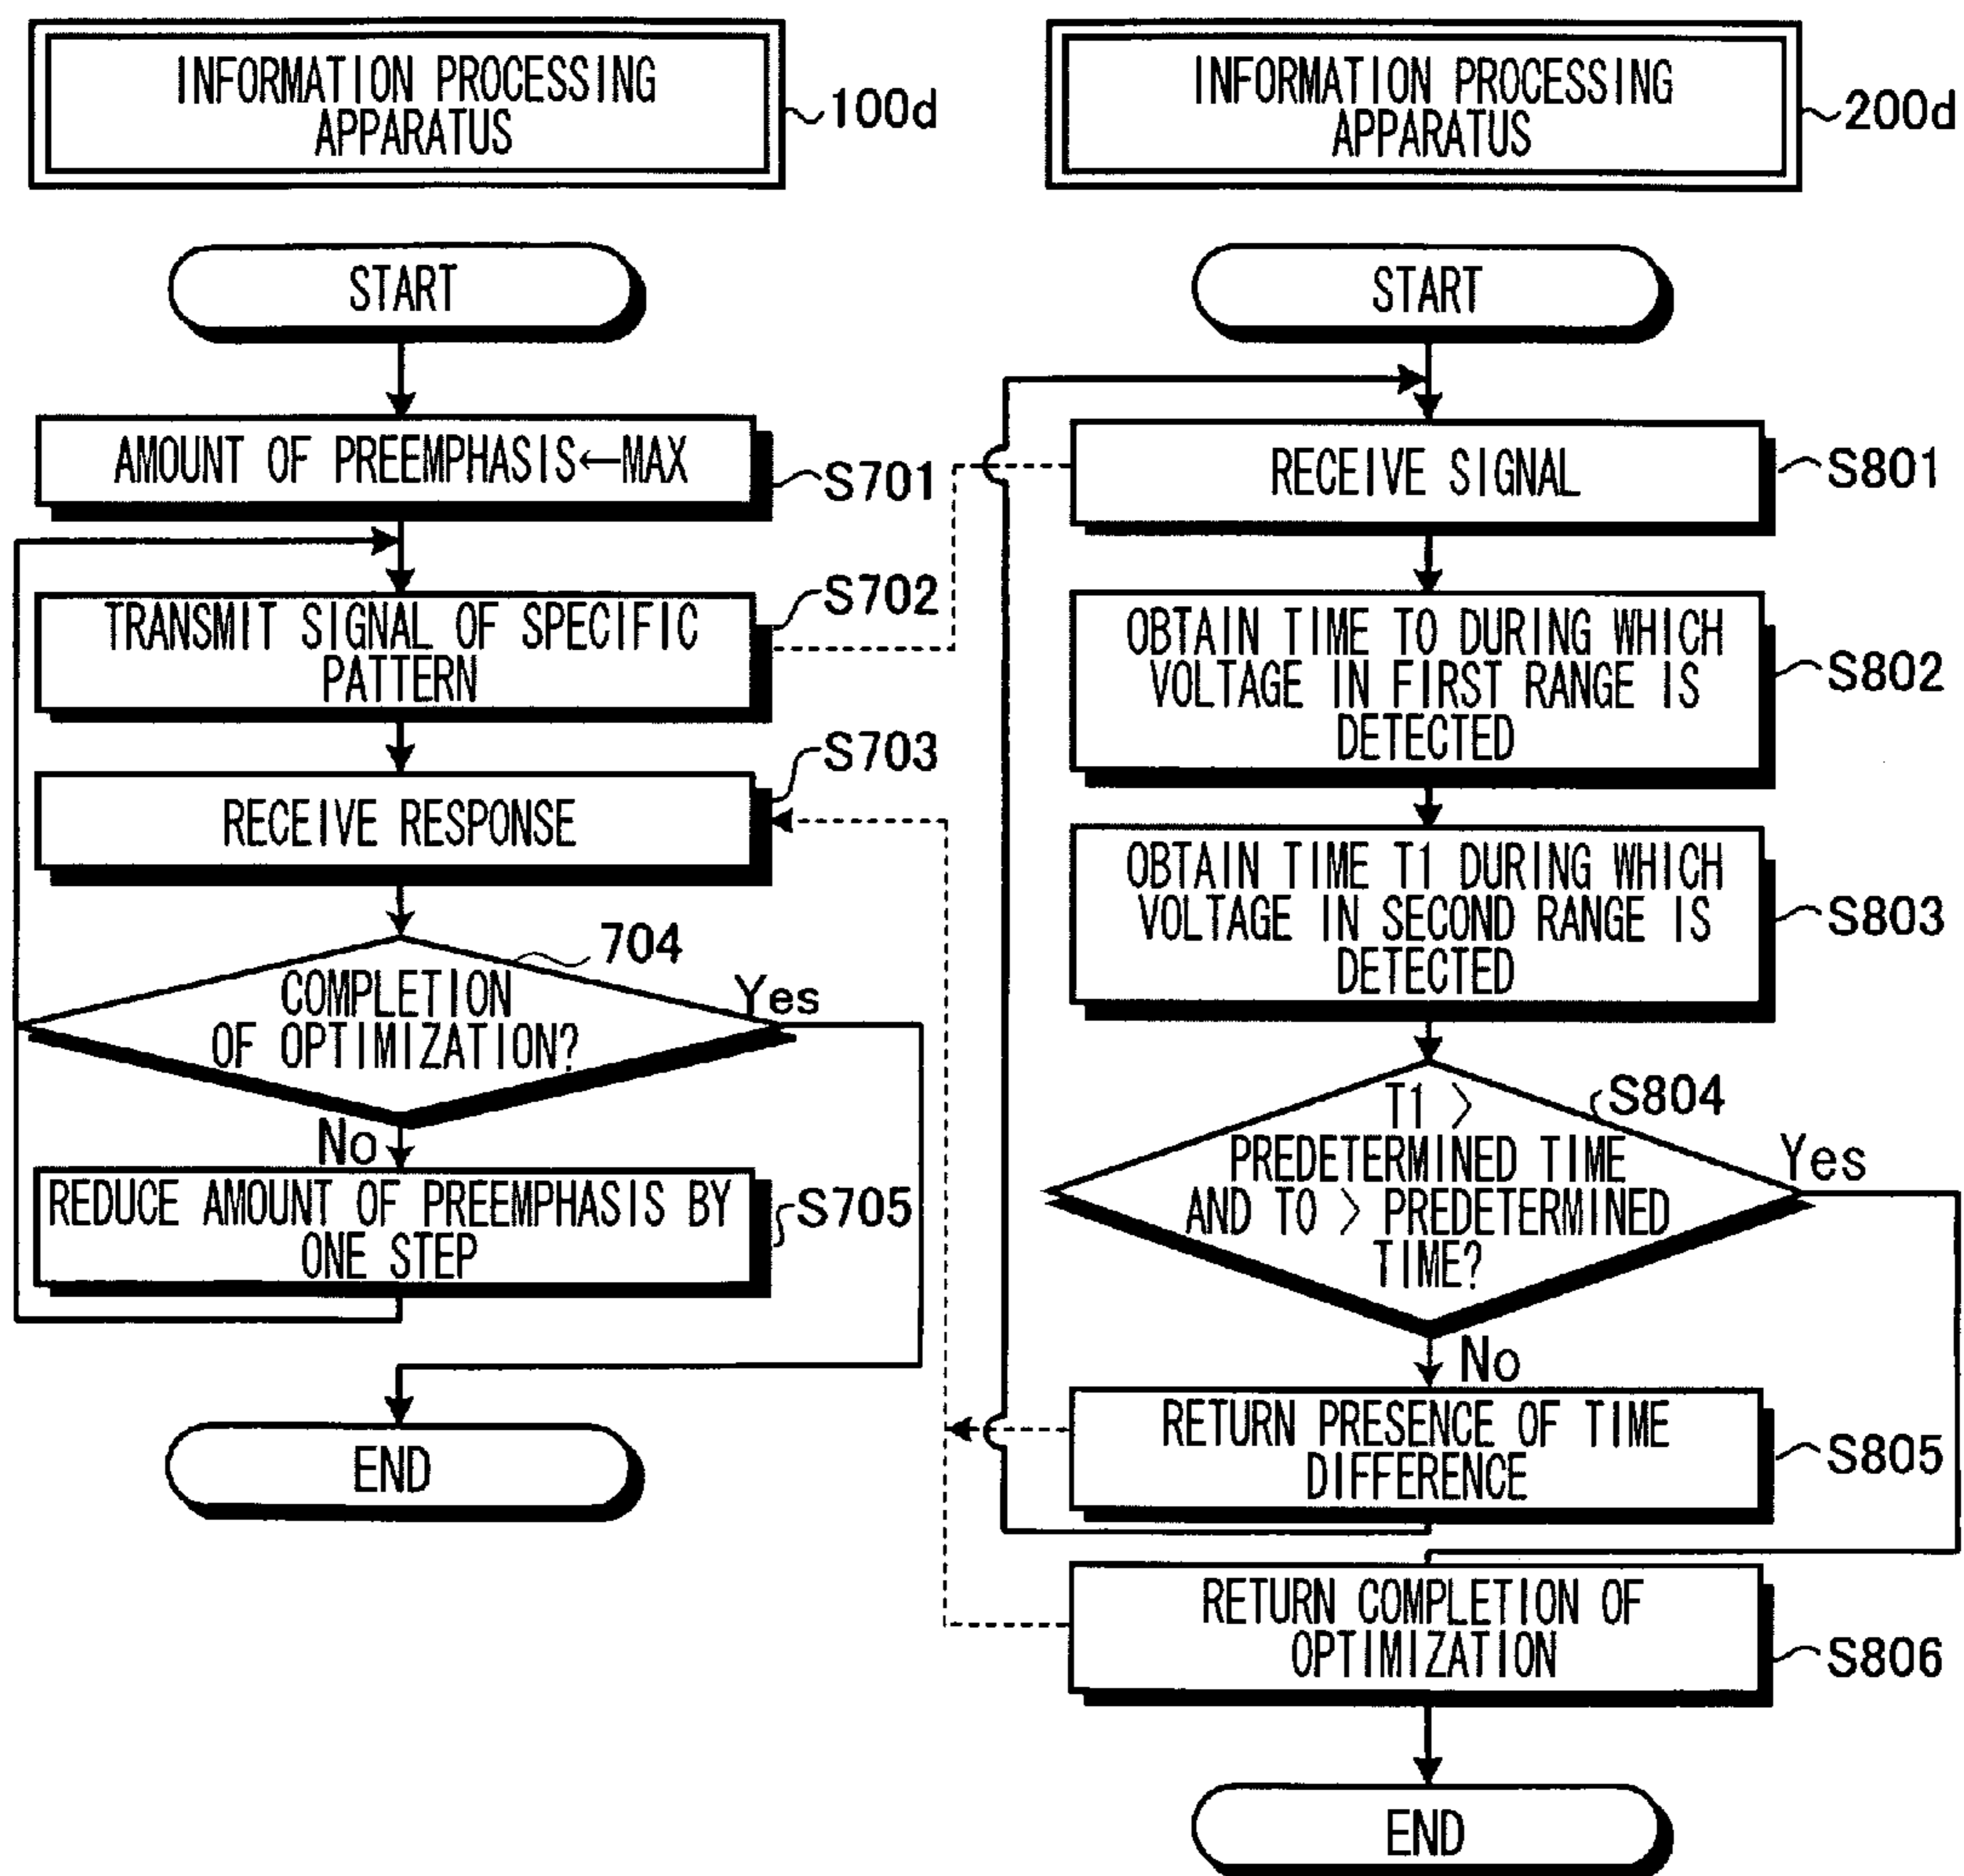 INFORMATION PROCESSING
APPARATUS
100d
START
AMOUNT OF PREEMPHASIS←MAX
S701
TRANSMIT SIGNAL OF SPECIFIC
PATTERN
S702
RECEIVE RESPONSE
S703
704
COMPLETION
OF OPTIMIZATION?
Yes
No
REDUCE AMOUNT OF PREEMPHASIS BY
ONE STEP
S705
END
INFORMATION PROCESSING
APPARATUS
200d
START
RECEIVE SIGNAL
S801
OBTAIN TIME T0 DURING WHICH
VOLTAGE IN FIRST RANGE IS
DETECTED
S802
OBTAIN TIME T1 DURING WHICH
VOLTAGE IN SECOND RANGE IS
DETECTED
S803
T1 >
PREDETERMINED TIME
AND T0 > PREDETERMINED
TIME?
S804
Yes
No
RETURN PRESENCE OF TIME
DIFFERENCE
S805
RETURN COMPLETION OF
OPTIMIZATION
S806
END